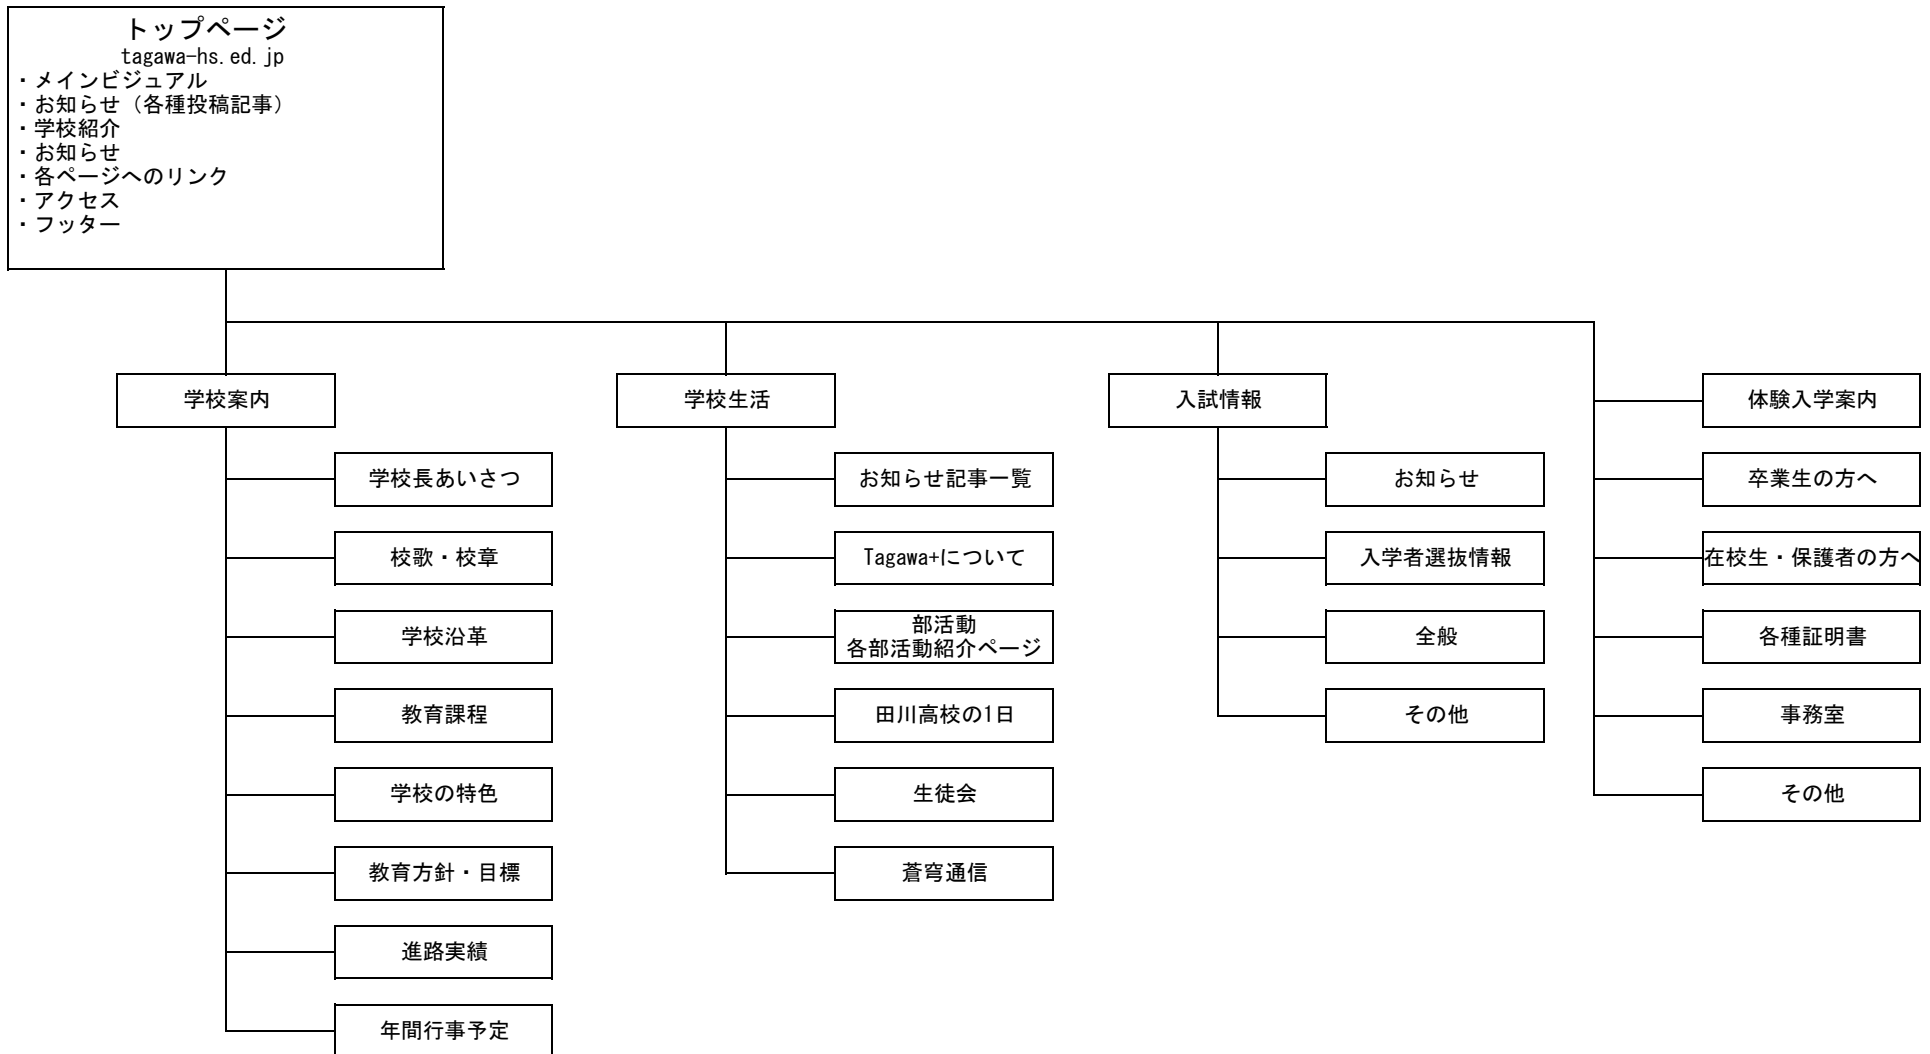 トップページ
tagawa-hs.ed.jp
・メインビジュアル
・お知らせ（各種投稿記事）
・学校紹介
・お知らせ
・各ページへのリンク
・アクセス
・フッター
学校案内
学校長あいさつ
校歌・校章
学校沿革
教育課程
学校の特色
教育方針・目標
進路実績
年間行事予定
学校生活
お知らせ記事一覧
Tagawa+について
部活動
各部活動紹介ページ
田川高校の1日
生徒会
蒼穹通信
入試情報
お知らせ
入学者選抜情報
全般
その他
体験入学案内
卒業生の方へ
在校生・保護者の方へ
各種証明書
事務室
その他